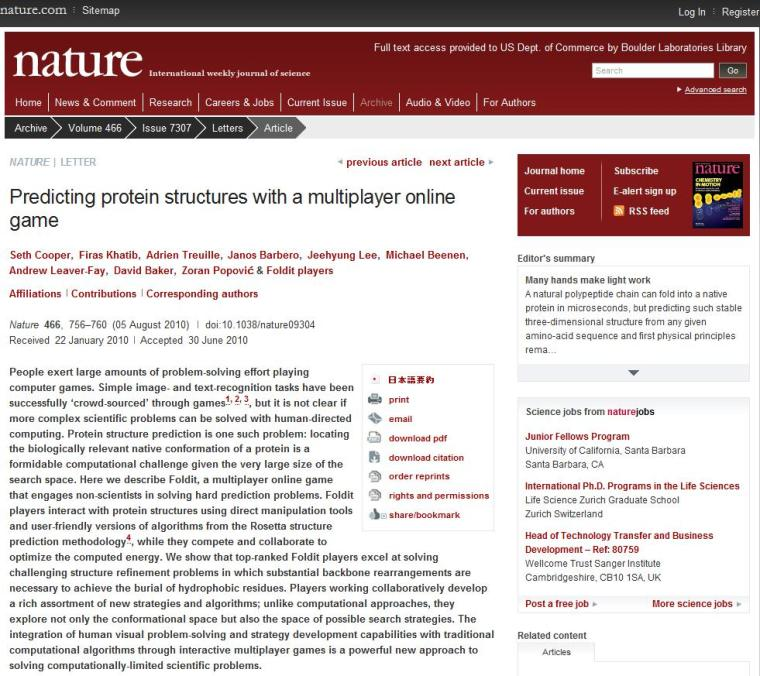 nature.com : Sitemap
Log In : Register
Full text access provided to US Dept. of Commerce by Boulder Laboratories Library
nature International weekly journal of science
Search Go
Advanced search
Home News & Comment Research Careers & Jobs Current Issue Archive Audio & Video For Authors
Archive Volume 466 Issue 7307 Letters Article
NATURE | LETTER
previous article next article
Predicting protein structures with a multiplayer online
game
Seth Cooper, Firas Khatib, Adrien Treuille, Janos Barbero, Jeehyung Lee, Michael Beenen,
Andrew Leaver-Fay, David Baker, Zoran Popović & Foldit players
Affiliations | Contributions | Corresponding authors
Nature 466, 756–760 (05 August 2010) | doi:10.1038/nature09304
Received 22 January 2010 | Accepted 30 June 2010
People exert large amounts of problem-solving effort playing
computer games. Simple image- and text-recognition tasks have been
successfully ‘crowd-sourced’ through games1, 2, 3, but it is not clear if
more complex scientific problems can be solved with human-directed
computing. Protein structure prediction is one such problem: locating
the biologically relevant native conformation of a protein is a
formidable computational challenge given the very large size of the
search space. Here we describe Foldit, a multiplayer online game
that engages non-scientists in solving hard prediction problems. Foldit
players interact with protein structures using direct manipulation tools
and user-friendly versions of algorithms from the Rosetta structure
prediction methodology4, while they compete and collaborate to
optimize the computed energy. We show that top-ranked Foldit players excel at solving
challenging structure refinement problems in which substantial backbone rearrangements are
necessary to achieve the burial of hydrophobic residues. Players working collaboratively develop
a rich assortment of new strategies and algorithms; unlike computational approaches, they
explore not only the conformational space but also the space of possible search strategies. The
integration of human visual problem-solving and strategy development capabilities with traditional
computational algorithms through interactive multiplayer games is a powerful new approach to
solving computationally-limited scientific problems.
日本語要約
print
email
download pdf
download citation
order reprints
rights and permissions
share/bookmark
Journal home
Current issue
For authors
Subscribe
E-alert sign up
RSS feed
nature
CHEMISTRY
IN MOTION
Editor's summary
Many hands make light work
A natural polypeptide chain can fold into a native
protein in microseconds, but predicting such stable
three-dimensional structure from any given
amino-acid sequence and first physical principles
rema…
Science jobs from naturejobs
Junior Fellows Program
University of California, Santa Barbara
Santa Barbara, CA
International Ph.D. Programs in the Life Sciences
Life Science Zurich Graduate School
Zurich Switzerland
Head of Technology Transfer and Business
Development – Ref: 80759
Wellcome Trust Sanger Institute
Cambridgeshire, CB10 1SA, UK
Post a free job More science jobs
Related content
Articles